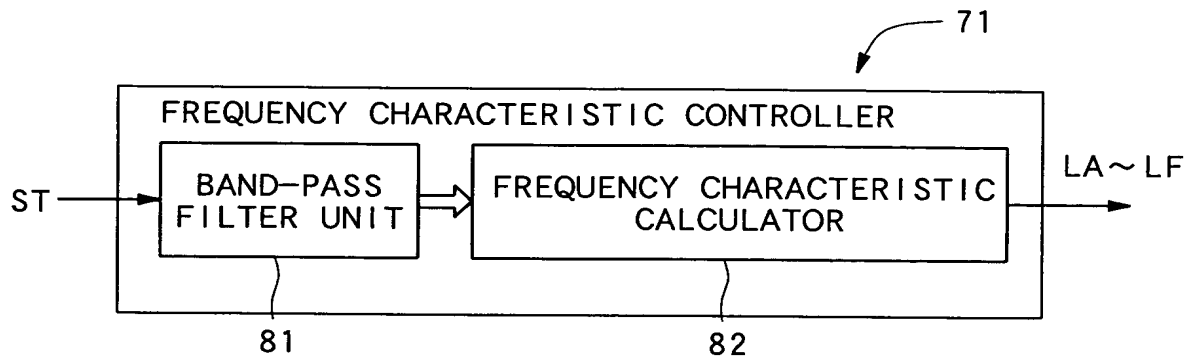 71
FREQUENCY CHARACTERISTIC CONTROLLER
ST
BAND-PASS
FILTER UNIT
FREQUENCY CHARACTERISTIC
CALCULATOR
LA~LF
81
82